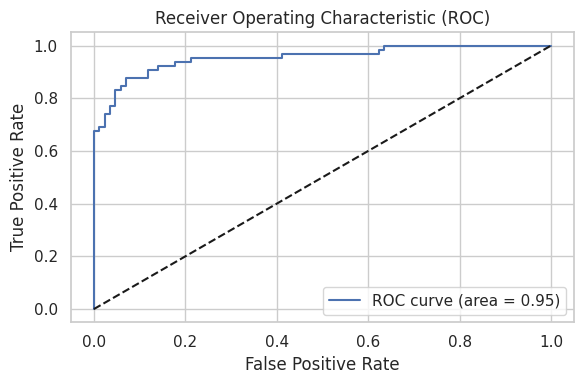 Receiver Operating Characteristic (ROC)
1.0
0.8
0.6
0.4
0.2
0.0
True Positive Rate
ROC curve (area = 0.95)
0.0 0.2 0.4 0.6 0.8 1.0
False Positive Rate